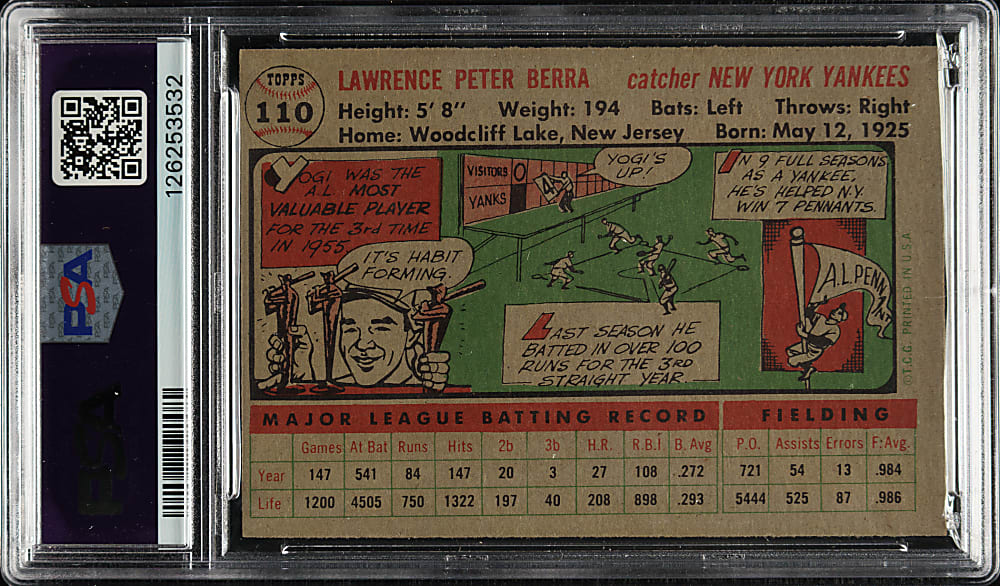 126253532
PSA
PSA
TOPPS
110
LAWRENCE PETER BERRA catcher NEW YORK YANKEES
Height: 5' 8" Weight: 194 Bats: Left Throws: Right
Home: Woodcliff Lake, New Jersey Born: May 12, 1925
YOGI WAS THE
A.L. MOST
VALUABLE PLAYER
FOR THE 3rd TIME
IN 1955.
IT'S HABIT
FORMING.
VISITORS 0
YANKS 4
YOGI'S
UP!
LAST SEASON HE
BATTED IN OVER 100
RUNS FOR THE 3RD
STRAIGHT YEAR.
IN 9 FULL SEASONS
AS A YANKEE,
HE'S HELPED N.Y.
WIN 7 PENNANTS.
A.L. PENNANT
©T.C.G. PRINTED IN U.S.A.
MAJOR LEAGUE BATTING RECORD FIELDING
Games At Bat Runs Hits 2b 3b H.R. R.B.I B. Avg P.O. Assists Errors F. Avg.
Year 147 541 84 147 20 3 27 108 .272 721 54 13 .984
Life 1200 4505 750 1322 197 40 208 898 .293 5444 525 87 .986